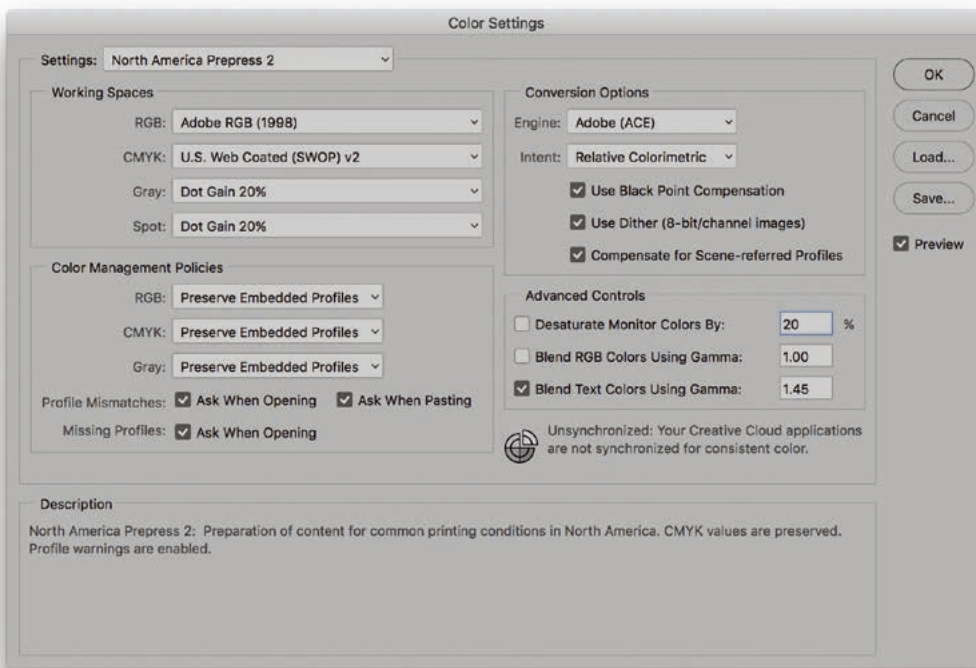 Color Settings
Settings: North America Prepress 2
Working Spaces
RGB: Adobe RGB (1998)
CMYK: U.S. Web Coated (SWOP) v2
Gray: Dot Gain 20%
Spot: Dot Gain 20%
Color Management Policies
RGB: Preserve Embedded Profiles
CMYK: Preserve Embedded Profiles
Gray: Preserve Embedded Profiles
Profile Mismatches: Ask When Opening Ask When Pasting
Missing Profiles: Ask When Opening
Conversion Options
Engine: Adobe (ACE)
Intent: Relative Colorimetric
Use Black Point Compensation
Use Dither (8-bit/channel images)
Compensate for Scene-referred Profiles
Advanced Controls
Desaturate Monitor Colors By: 20 %
Blend RGB Colors Using Gamma: 1.00
Blend Text Colors Using Gamma: 1.45
Unsynchronized: Your Creative Cloud applications
are not synchronized for consistent color.
OK
Cancel
Load...
Save...
Preview
Description
North America Prepress 2: Preparation of content for common printing conditions in North America. CMYK values are preserved.
Profile warnings are enabled.